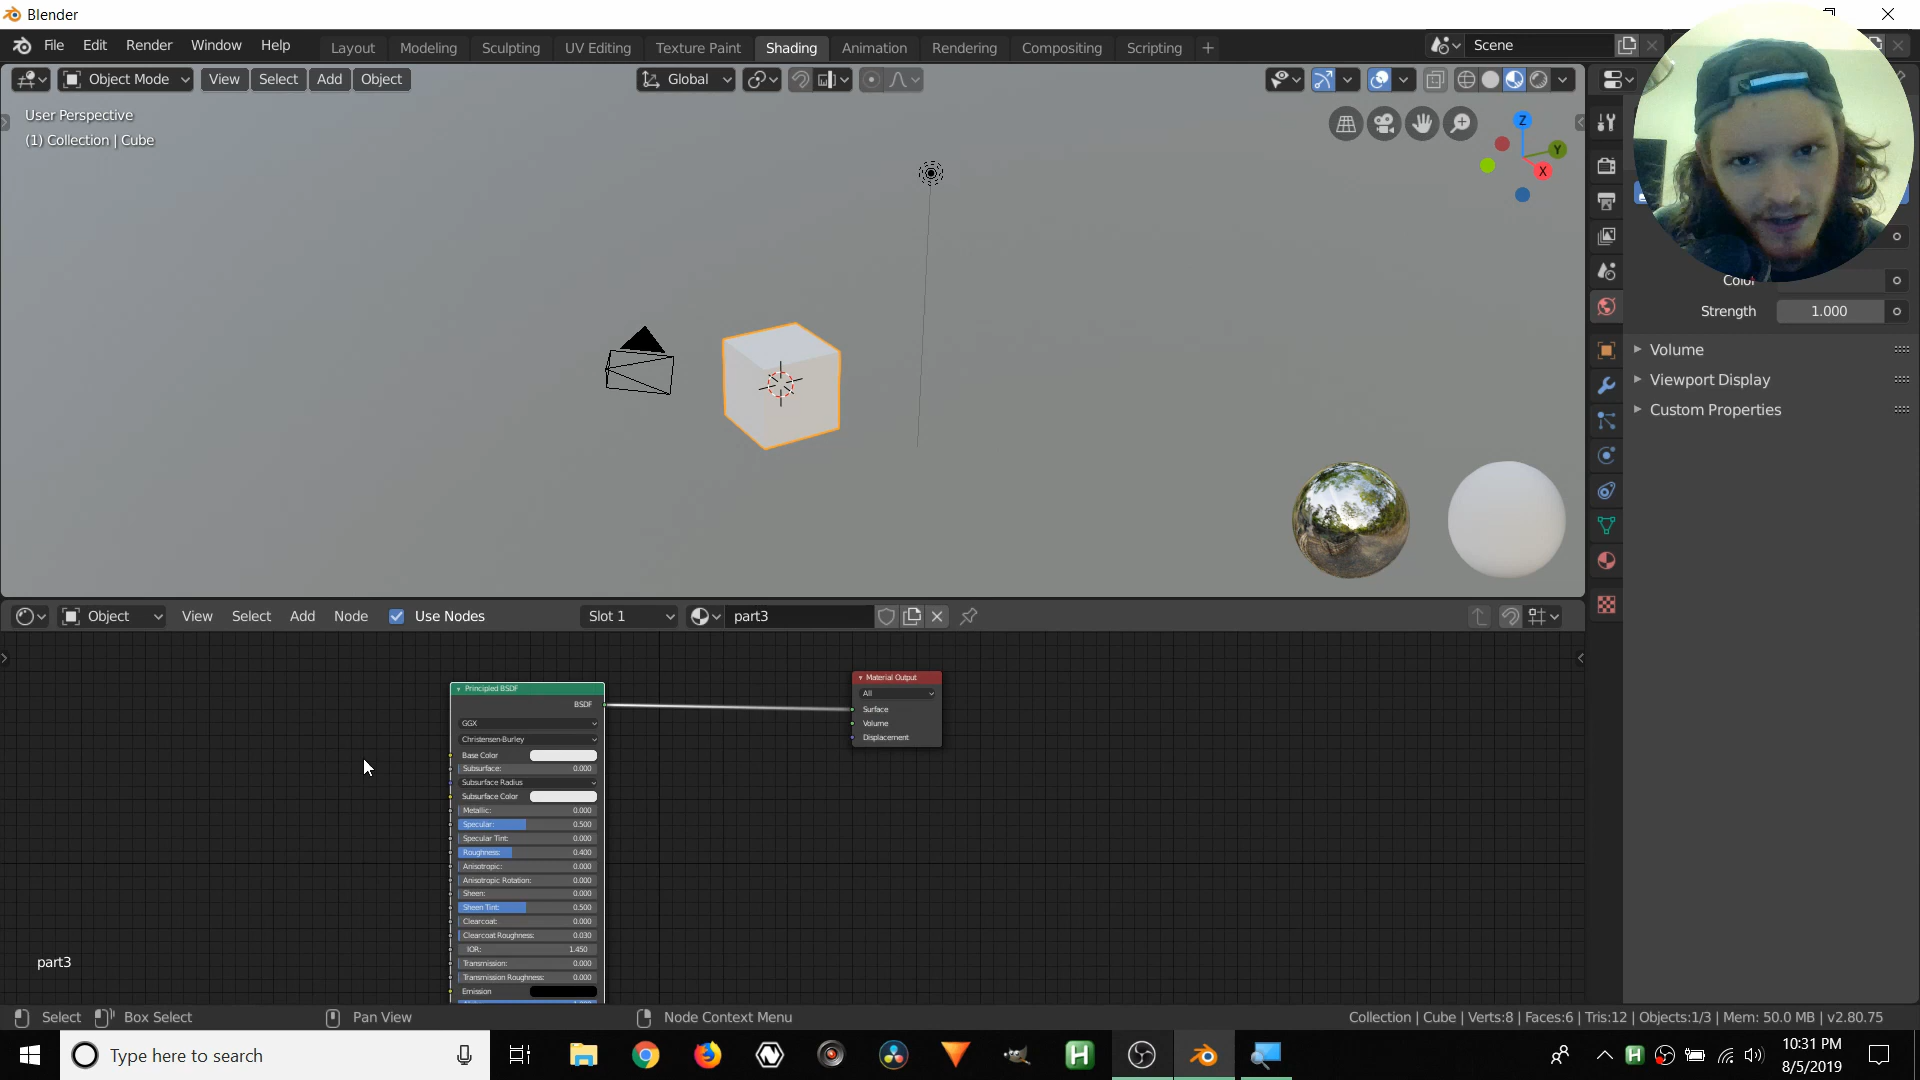 Blender
File Edit Render Window Help
Layout Modeling Sculpting UV Editing Texture Paint Shading Animation Rendering Compositing Scripting +
Scene
Object Mode View Select Add Object
Global
User Perspective
(1) Collection | Cube
Z
Y
X
Color
Strength 1.000
Volume
Viewport Display
Custom Properties
Object View Select Add Node Use Nodes Slot 1 part3
Principled BSDF
BSDF
GGX
Christensen-Burley
Base Color
Subsurface: 0.000
Subsurface Radius
Subsurface Color
Metallic: 0.000
Specular: 0.500
Specular Tint: 0.000
Roughness: 0.400
Anisotropic: 0.000
Anisotropic Rotation: 0.000
Sheen: 0.000
Sheen Tint: 0.500
Clearcoat: 0.000
Clearcoat Roughness: 0.030
IOR: 1.450
Transmission: 0.000
Transmission Roughness: 0.000
Emission
Material Output
All
Surface
Volume
Displacement
part3
Select Box Select Pan View Node Context Menu
Collection | Cube | Verts:8 | Faces:6 | Tris:12 | Objects:1/3 | Mem: 50.0 MB | v2.80.75
Type here to search
10:31 PM
8/5/2019